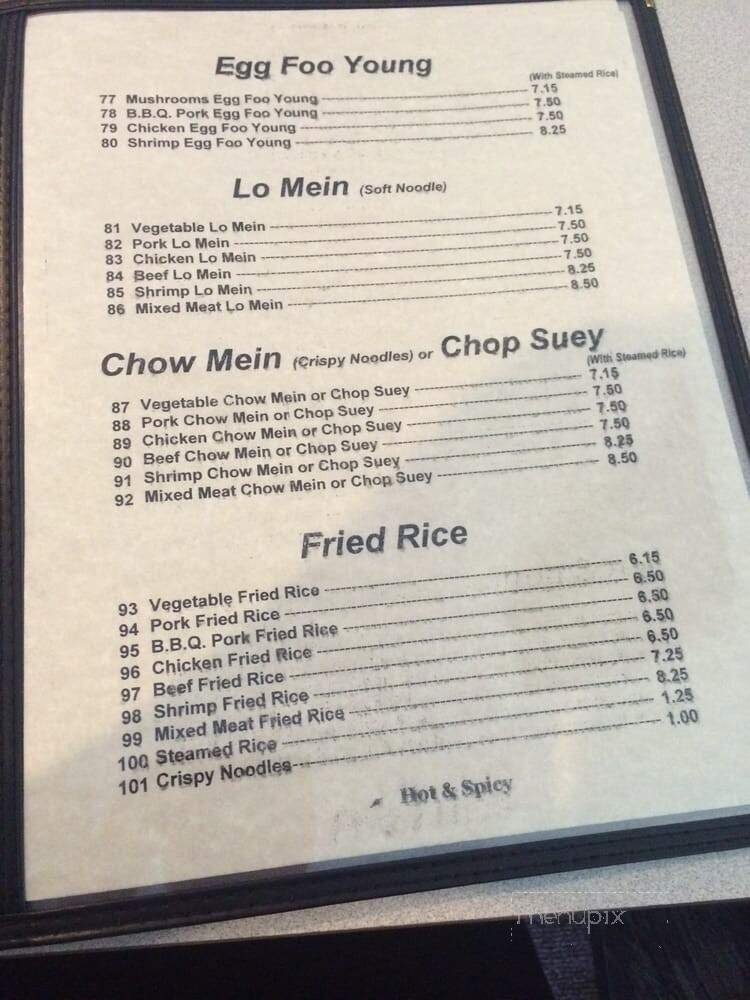 Egg Foo Young
(With Steamed Rice)
77 Mushrooms Egg Foo Young 7.15
78 B.B.Q. Pork Egg Foo Young 7.50
79 Chicken Egg Foo Young 7.50
80 Shrimp Egg Foo Young 8.25
Lo Mein (Soft Noodle)
81 Vegetable Lo Mein 7.15
82 Pork Lo Mein 7.50
83 Chicken Lo Mein 7.50
84 Beef Lo Mein 7.50
85 Shrimp Lo Mein 8.25
86 Mixed Meat Lo Mein 8.50
Chow Mein (Crispy Noodles) or Chop Suey
(With Steamed Rice)
87 Vegetable Chow Mein or Chop Suey 7.15
88 Pork Chow Mein or Chop Suey 7.50
89 Chicken Chow Mein or Chop Suey 7.50
90 Beef Chow Mein or Chop Suey 7.50
91 Shrimp Chow Mein or Chop Suey 8.25
92 Mixed Meat Chow Mein or Chop Suey 8.50
Fried Rice
93 Vegetable Fried Rice 6.15
94 Pork Fried Rice 6.50
95 B.B.Q. Pork Fried Rice 6.50
96 Chicken Fried Rice 6.50
97 Beef Fried Rice 6.50
98 Shrimp Fried Rice 7.25
99 Mixed Meat Fried Rice 8.25
100 Steamed Rice 1.25
101 Crispy Noodles 1.00
Hot & Spicy
menupix